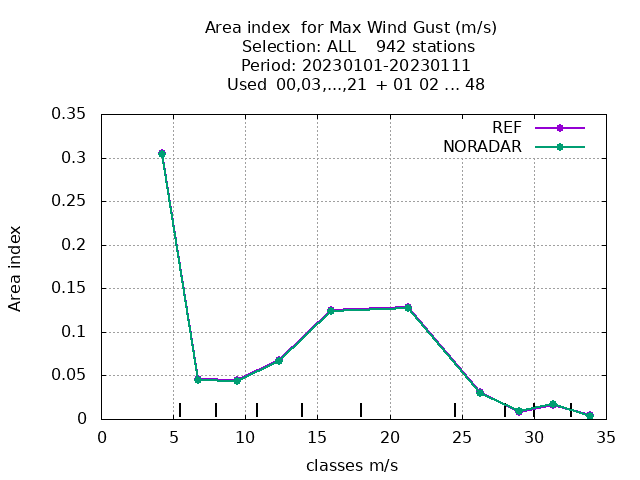 Area index for Max Wind Gust (m/s)
Selection: ALL 942 stations
Period: 20230101-20230111
Used 00,03,...,21 + 01 02 ... 48
REF
NORADAR
0.35
0.3
0.25
0.2
0.15
0.1
0.05
0
Area index
0 5 10 15 20 25 30 35
classes m/s